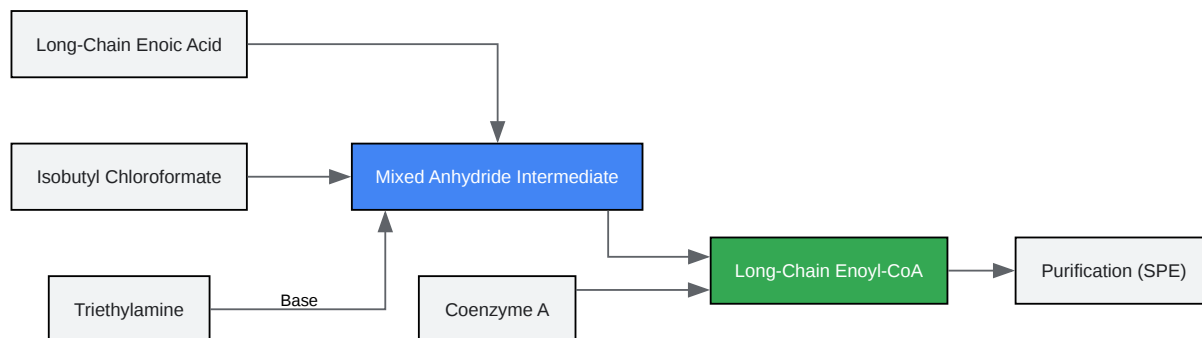 Long-Chain Enoic Acid
Isobutyl Chloroformate
Mixed Anhydride Intermediate
Long-Chain Enoyl-CoA
Purification (SPE)
Triethylamine
Base
Coenzyme A